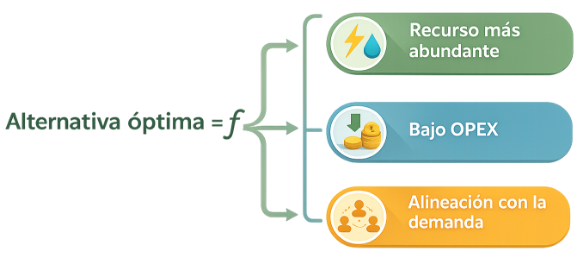 Alternativa óptima = f
Recurso más
abundante
Bajo OPEX
Alineación con la
demanda